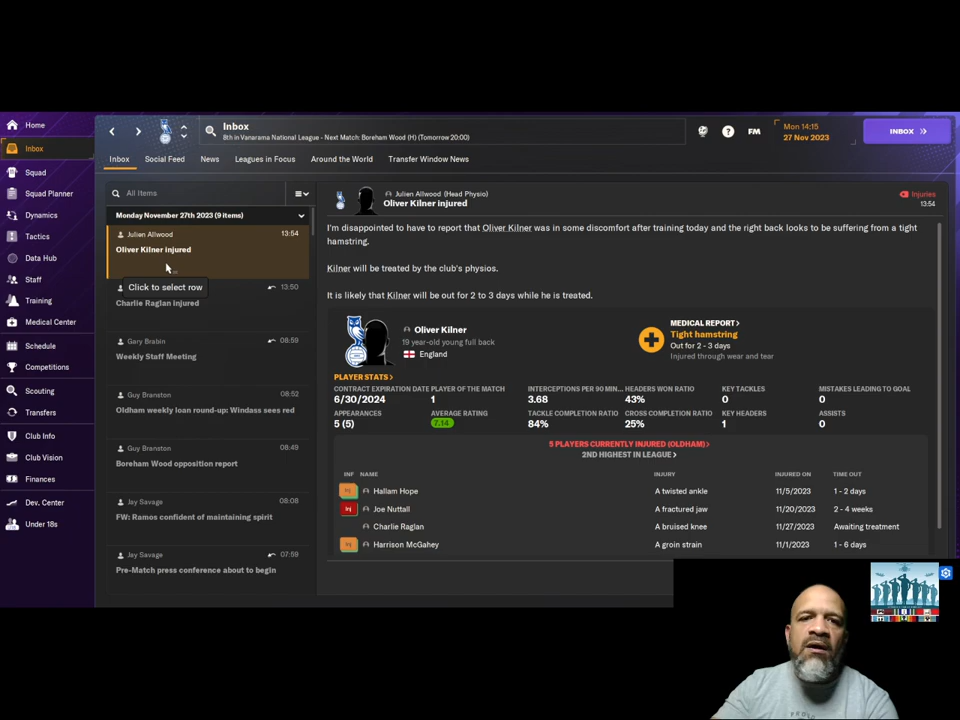 Home
Inbox
Squad
Squad Planner
Dynamics
Tactics
Data Hub
Staff
Training
Medical Center
Schedule
Competitions
Scouting
Transfers
Club Info
Club Vision
Finances
Dev. Center
Under 18s
Inbox
8th in Vanarama National League - Next Match: Boreham Wood (H) (Tomorrow 20:00)
?
FM
Mon 14:15
27 Nov 2023
INBOX
Inbox Social Feed News Leagues in Focus Around the World Transfer Window News
All Items
Monday November 27th 2023 (9 items)
Julien Allwood 13:54
Oliver Kilner injured
Click to select row
13:50
Charlie Raglan injured
Gary Brabin 08:59
Weekly Staff Meeting
Guy Branston 08:52
Oldham weekly loan round-up: Windass sees red
Guy Branston 08:49
Boreham Wood opposition report
Jay Savage 08:08
FW: Ramos confident of maintaining spirit
Jay Savage 07:59
Pre-Match press conference about to begin
Julien Allwood (Head Physio)
Oliver Kilner injured
Injuries
13:54
I'm disappointed to have to report that Oliver Kilner was in some discomfort after training today and the right back looks to be suffering from a tight
hamstring.
Kilner will be treated by the club's physios.
It is likely that Kilner will be out for 2 to 3 days while he is treated.
Oliver Kilner
19 year-old young full back
England
MEDICAL REPORT >
Tight hamstring
Out for 2 - 3 days
Injured through wear and tear
PLAYER STATS >
CONTRACT EXPIRATION DATE PLAYER OF THE MATCH INTERCEPTIONS PER 90 MIN... HEADERS WON RATIO KEY TACKLES MISTAKES LEADING TO GOAL
6/30/2024 1 3.68 43% 0 0
APPEARANCES AVERAGE RATING TACKLE COMPLETION RATIO CROSS COMPLETION RATIO KEY HEADERS ASSISTS
5 (5) 7.14 84% 25% 1 0
5 PLAYERS CURRENTLY INJURED (OLDHAM) >
2ND HIGHEST IN LEAGUE >
INF NAME INJURY INJURED ON TIME OUT
Inj Hallam Hope A twisted ankle 11/5/2023 1 - 2 days
Inj Joe Nuttall A fractured jaw 11/20/2023 2 - 4 weeks
Charlie Raglan A bruised knee 11/27/2023 Awaiting treatment
Inj Harrison McGahey A groin strain 11/1/2023 1 - 6 days